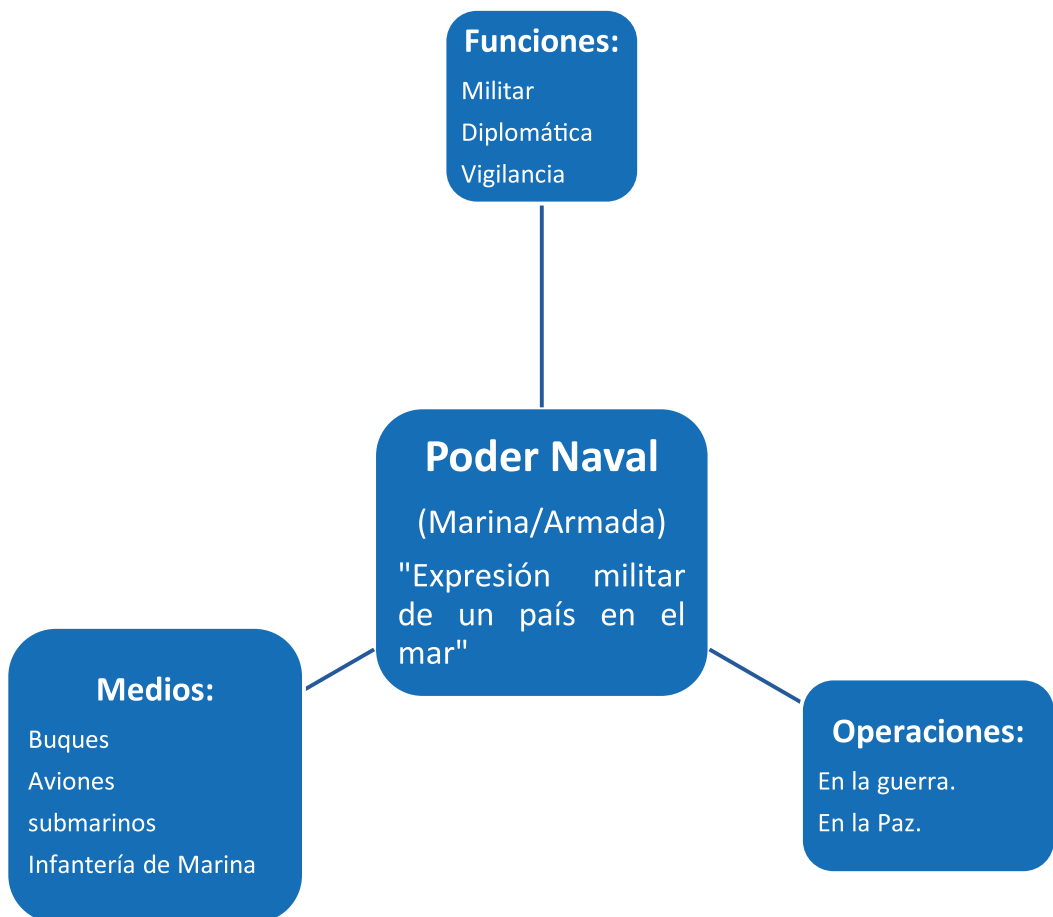 Funciones:
Militar
Diplomática
Vigilancia
Poder Naval
(Marina/Armada)
"Expresión militar
de un país en el
mar"
Medios:
Buques
Aviones
submarinos
Infantería de Marina
Operaciones:
En la guerra.
En la Paz.